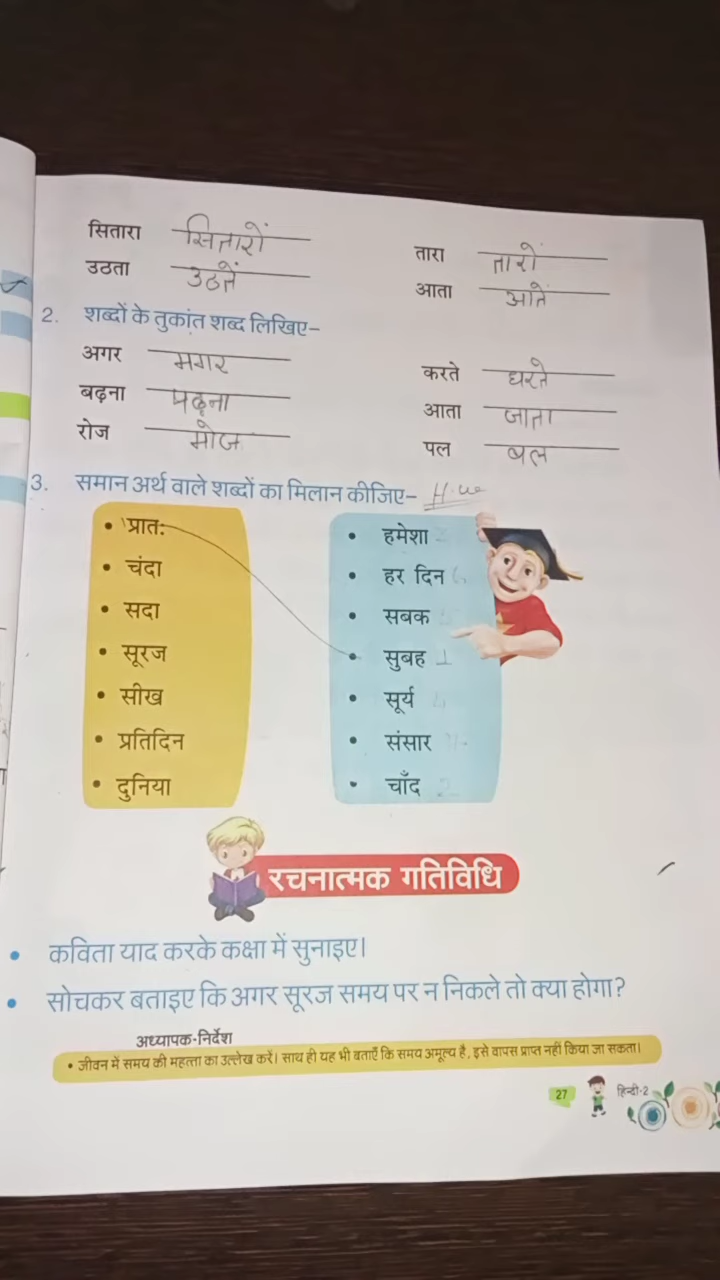 सितारा सितारों
उठता उठतें
तारा तारों
आता आतें
2. शब्दों के तुकांत शब्द लिखिए–
अगर मगर
बढ़ना पढ़ना
रोज मोज
करते घरते
आता जाता
पल बल
3. समान अर्थ वाले शब्दों का मिलान कीजिए– H.w
• प्रातः
• चंदा
• सदा
• सूरज
• सीख
• प्रतिदिन
• दुनिया
• हमेशा
• हर दिन
• सबक
• सुबह 1
• सूर्य
• संसार
• चाँद 2
रचनात्मक गतिविधि
• कविता याद करके कक्षा में सुनाइए।
• सोचकर बताइए कि अगर सूरज समय पर न निकले तो क्या होगा?
अध्यापक-निर्देश
• जीवन में समय की महत्ता का उल्लेख करें। साथ ही यह भी बताएँ कि समय अमूल्य है, इसे वापस प्राप्त नहीं किया जा सकता।
27 हिन्दी-2